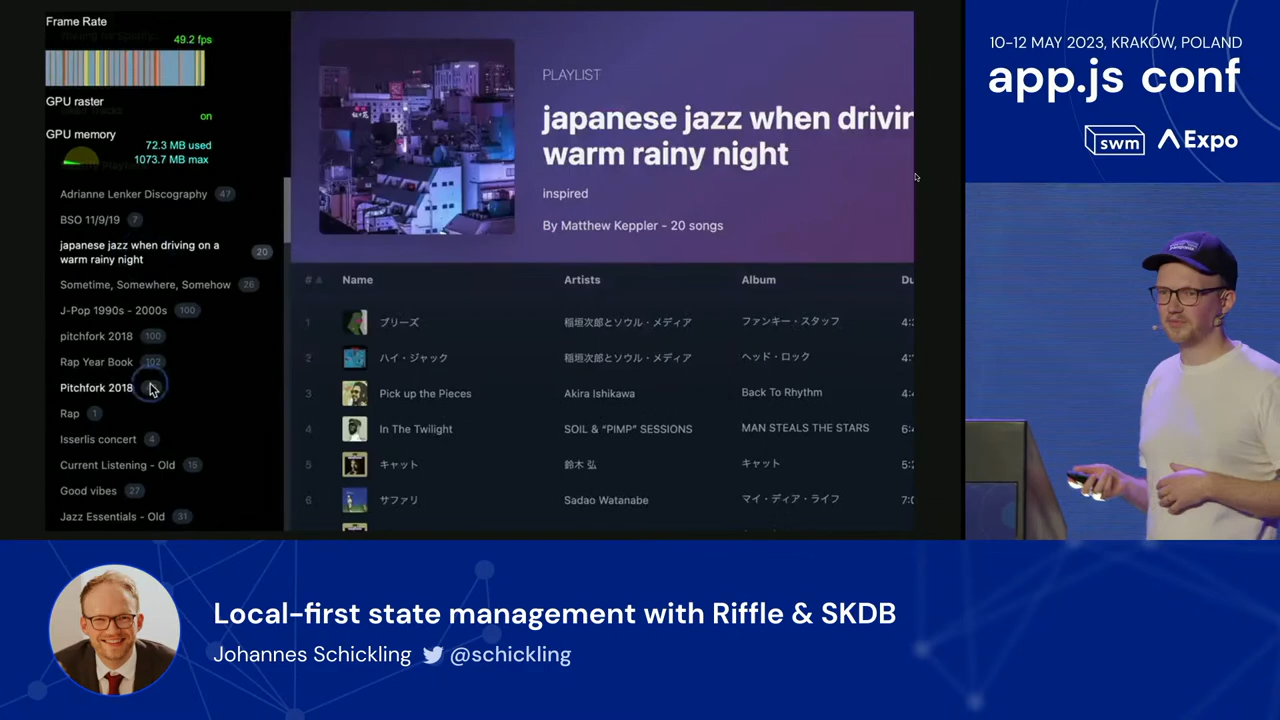 Frame Rate
49.2 fps
GPU raster
on
GPU memory
72.3 MB used
1073.7 MB max
Adrianne Lenker Discography 47
BSO 11/9/19 7
japanese jazz when driving on a
warm rainy night 20
Sometime, Somewhere, Somehow 26
J-Pop 1990s - 2000s 100
pitchfork 2018 100
Rap Year Book 102
Pitchfork 2018
Rap 1
Isserlis concert 4
Current Listening - Old 15
Good vibes 27
Jazz Essentials - Old 31
PLAYLIST
japanese jazz when drivin
warm rainy night
inspired
By Matthew Keppler - 20 songs
# Name Artists Album Du
1 ブリーズ 稲垣次郎とソウル・メディア ファンキー・スタッフ 4:
2 ハイ・ジャック 稲垣次郎とソウル・メディア ヘッド・ロック 4:
3 Pick up the Pieces Akira Ishikawa Back To Rhythm 4:
4 In The Twilight SOIL & “PIMP” SESSIONS MAN STEALS THE STARS 6:
5 キャット 鈴木 弘 キャット 5:
6 サファリ Sadao Watanabe マイ・ディア・ライフ 7:
10-12 MAY 2023, KRAKÓW, POLAND
app.js conf
swm Expo
Local-first state management with Riffle & SKDB
Johannes Schickling @schickling